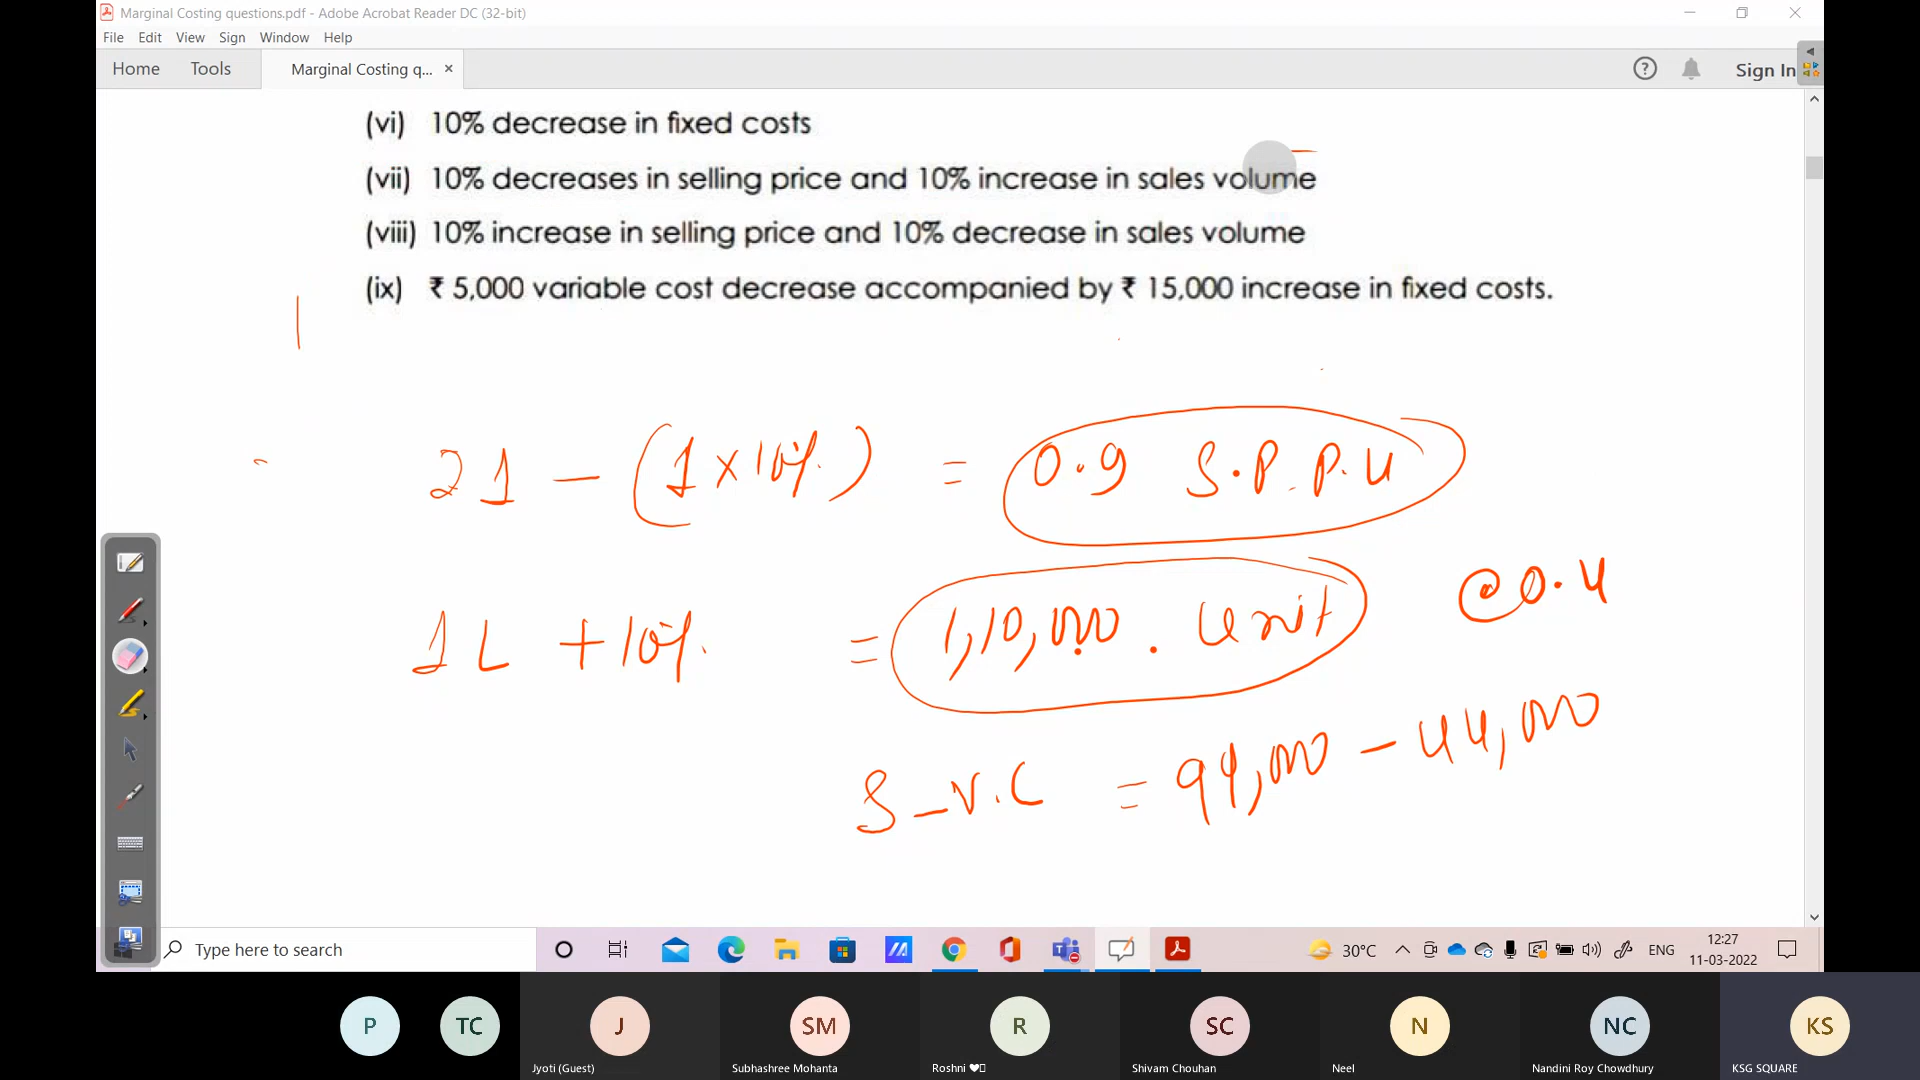 Marginal Costing questions.pdf - Adobe Acrobat Reader DC (32-bit)
File Edit View Sign Window Help
Home Tools Marginal Costing q... × Sign In
(vi) 10% decrease in fixed costs
(vii) 10% decreases in selling price and 10% increase in sales volume
(viii) 10% increase in selling price and 10% decrease in sales volume
(ix) ₹ 5,000 variable cost decrease accompanied by ₹ 15,000 increase in fixed costs.
21 - (1 x 10%.) = 0.9 S.P.P.U
@0.4
1L +10%. = 1,10,000. Unit
S-V.C = 99,000 - 44,000
Type here to search
30°C ENG 12:27
11-03-2022
P TC J SM R SC N NC KS
Jyoti (Guest) Subhashree Mohanta Roshni ❤ Shivam Chouhan Neel Nandini Roy Chowdhury KSG SQUARE